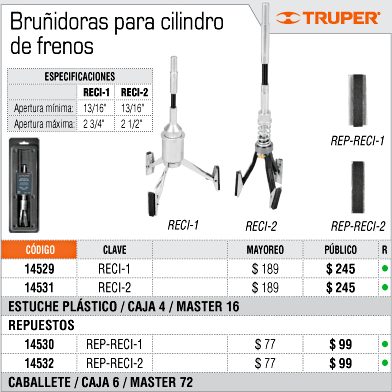 Bruñidoras para cilindro
de frenos
TRUPER®
ESPECIFICACIONES
RECI-1 RECI-2
Apertura mínima: 13/16" 13/16"
Apertura máxima: 2 3/4" 2 1/2"
RECI-1
RECI-2
REP-RECI-1
REP-RECI-2
CÓDIGO CLAVE MAYOREO PÚBLICO R
14529 RECI-1 $ 189 $ 245
14531 RECI-2 $ 189 $ 245
ESTUCHE PLÁSTICO / CAJA 4 / MASTER 16
REPUESTOS
14530 REP-RECI-1 $ 77 $ 99
14532 REP-RECI-2 $ 77 $ 99
CABALLETE / CAJA 6 / MASTER 72